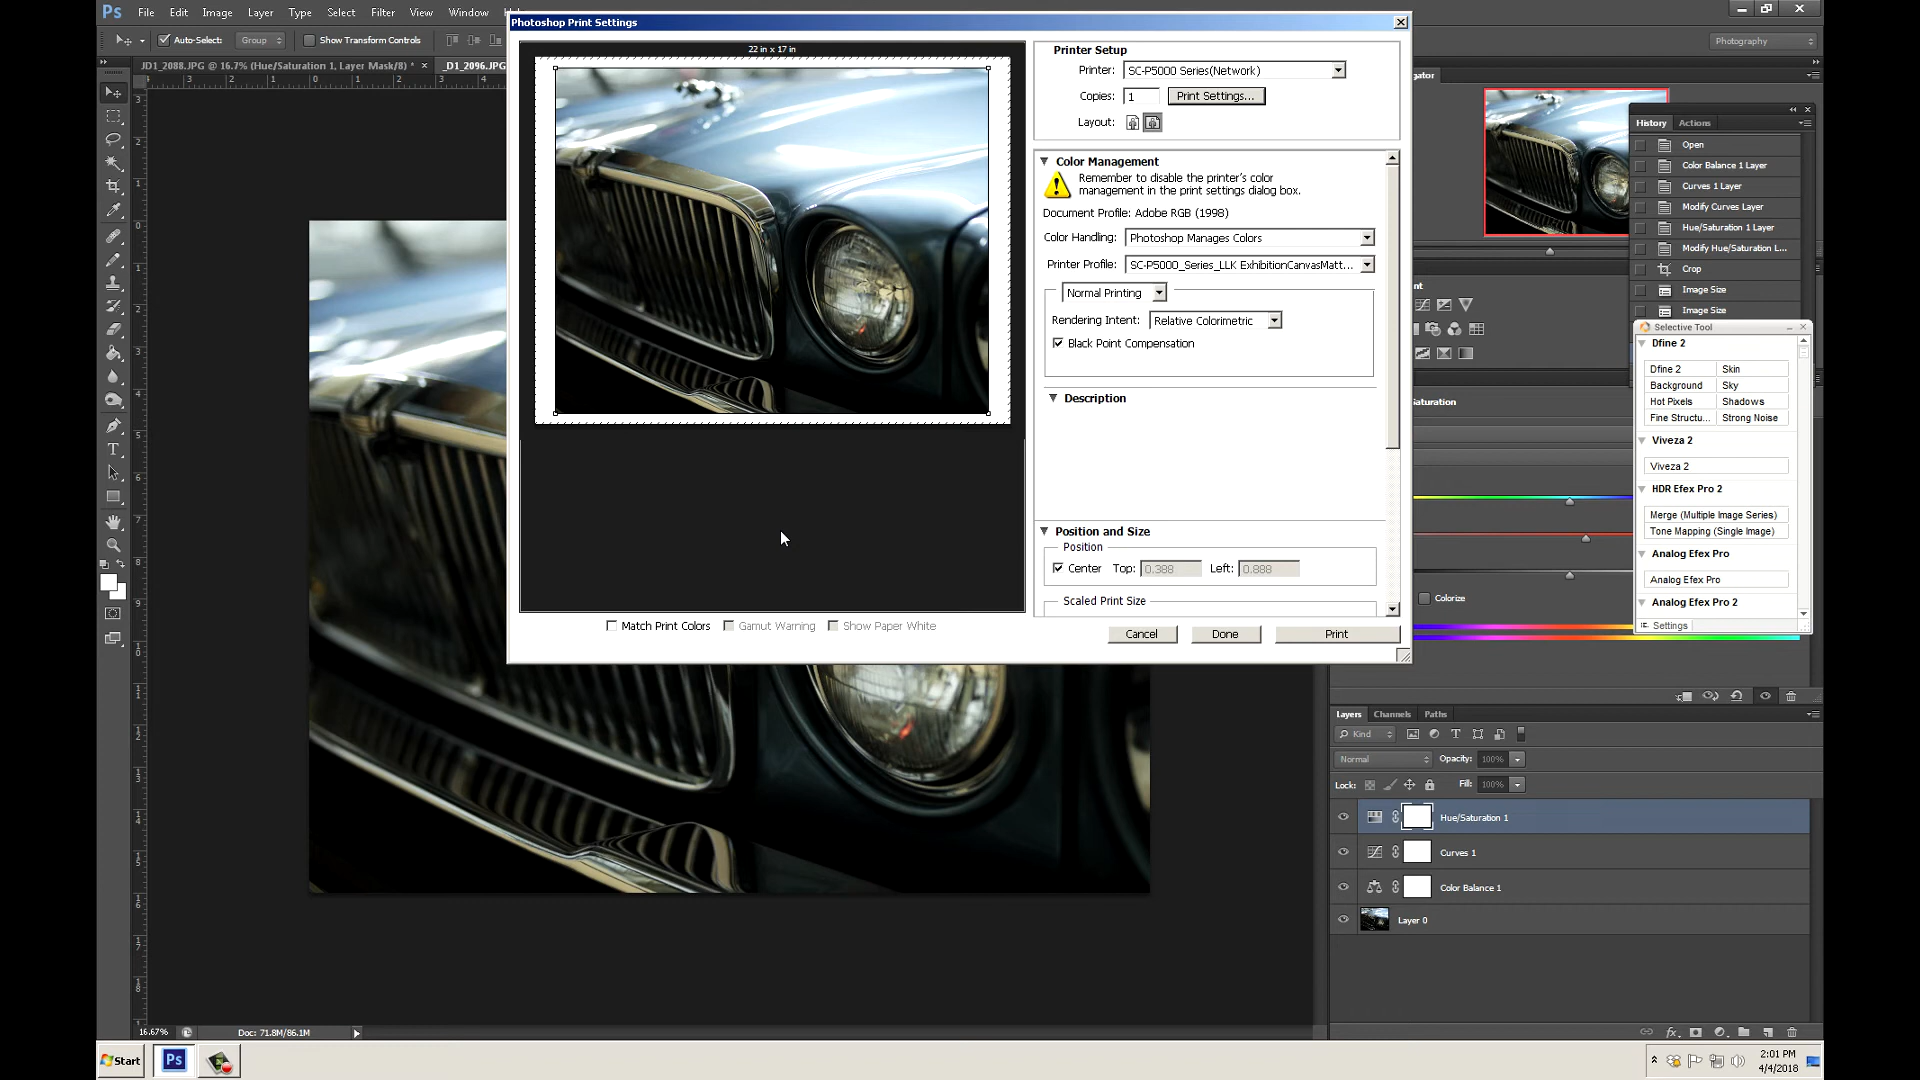 Ps File Edit Image Layer Type Select Filter View Window
Auto-Select: Group Show Transform Controls
Photography
JD1_2088.JPG @ 16.7% (Hue/Saturation 1, Layer Mask/8) * × _D1_2096.JPG
Photoshop Print Settings
22 in x 17 in
Match Print Colors Gamut Warning Show Paper White
Printer Setup
Printer: SC-P5000 Series(Network)
Copies: 1 Print Settings...
Layout:
Color Management
Remember to disable the printer's color
management in the print settings dialog box.
Document Profile: Adobe RGB (1998)
Color Handling: Photoshop Manages Colors
Printer Profile: SC-P5000_Series_LLK ExhibitionCanvasMatt...
Normal Printing
Rendering Intent: Relative Colorimetric
Black Point Compensation
Description
Position and Size
Position
Center Top: 0.388 Left: 0.888
Scaled Print Size
Cancel Done Print
gator
History Actions
Open
Color Balance 1 Layer
Curves 1 Layer
Modify Curves Layer
Hue/Saturation 1 Layer
Modify Hue/Saturation L...
Crop
Image Size
Image Size
nt
Selective Tool
Dfine 2
Dfine 2 Skin
Background Sky
Hot Pixels Shadows
Fine Structu... Strong Noise
Viveza 2
Viveza 2
HDR Efex Pro 2
Merge (Multiple Image Series)
Tone Mapping (Single Image)
Analog Efex Pro
Analog Efex Pro
Analog Efex Pro 2
Settings
Saturation
Colorize
Layers Channels Paths
Kind
Normal Opacity: 100%
Lock: Fill: 100%
Hue/Saturation 1
Curves 1
Color Balance 1
Layer 0
16.67% Doc: 71.8M/86.1M
Start Ps
2:01 PM
4/4/2018